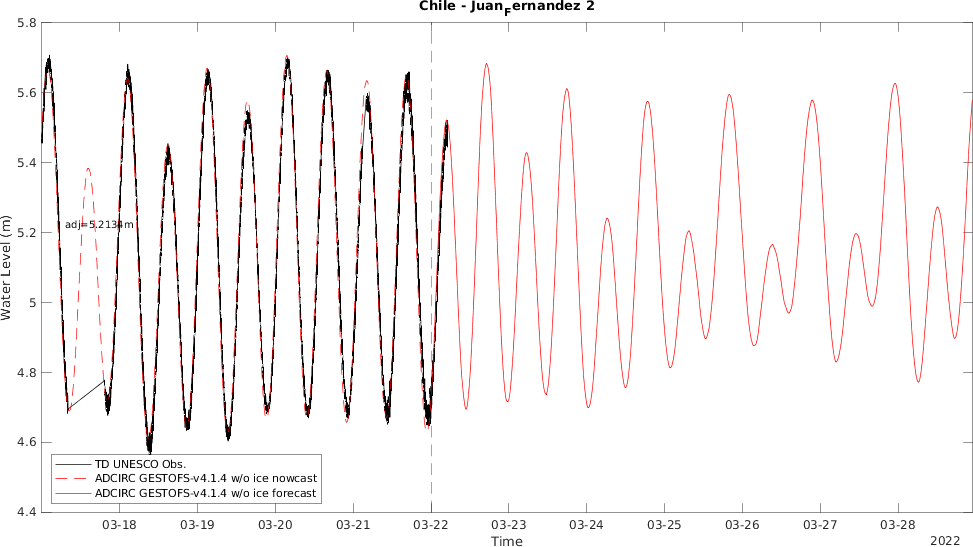 Chile - Juan_Fernandez 2
5.8
5.6
5.4
5.2
5
4.8
4.6
4.4
Water Level (m)
adj=5.2134m
TD UNESCO Obs.
ADCIRC GESTOFS-v4.1.4 w/o ice nowcast
ADCIRC GESTOFS-v4.1.4 w/o ice forecast
03-18 03-19 03-20 03-21 03-22 03-23 03-24 03-25 03-26 03-27 03-28
Time
2022